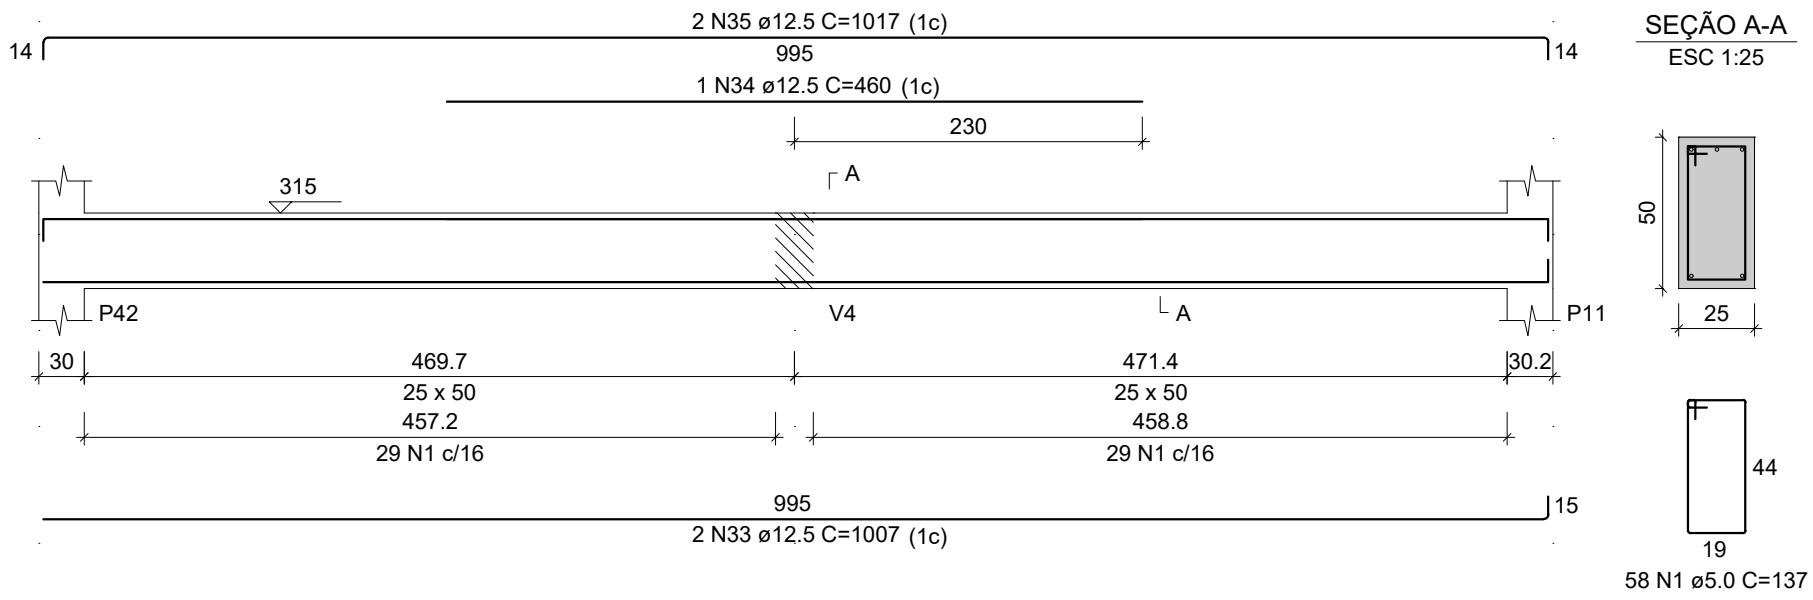 2 N35 ø12.5 C=1017 (1c)
14
995
14
1 N34 ø12.5 C=460 (1c)
230
A
315
P42
V4
A
P11
30
469.7
471.4
30.2
25 x 50
25 x 50
457.2
458.8
29 N1 c/16
29 N1 c/16
995
15
2 N33 ø12.5 C=1007 (1c)
SEÇÃO A-A
ESC 1:25
50
25
44
19
58 N1 ø5.0 C=137